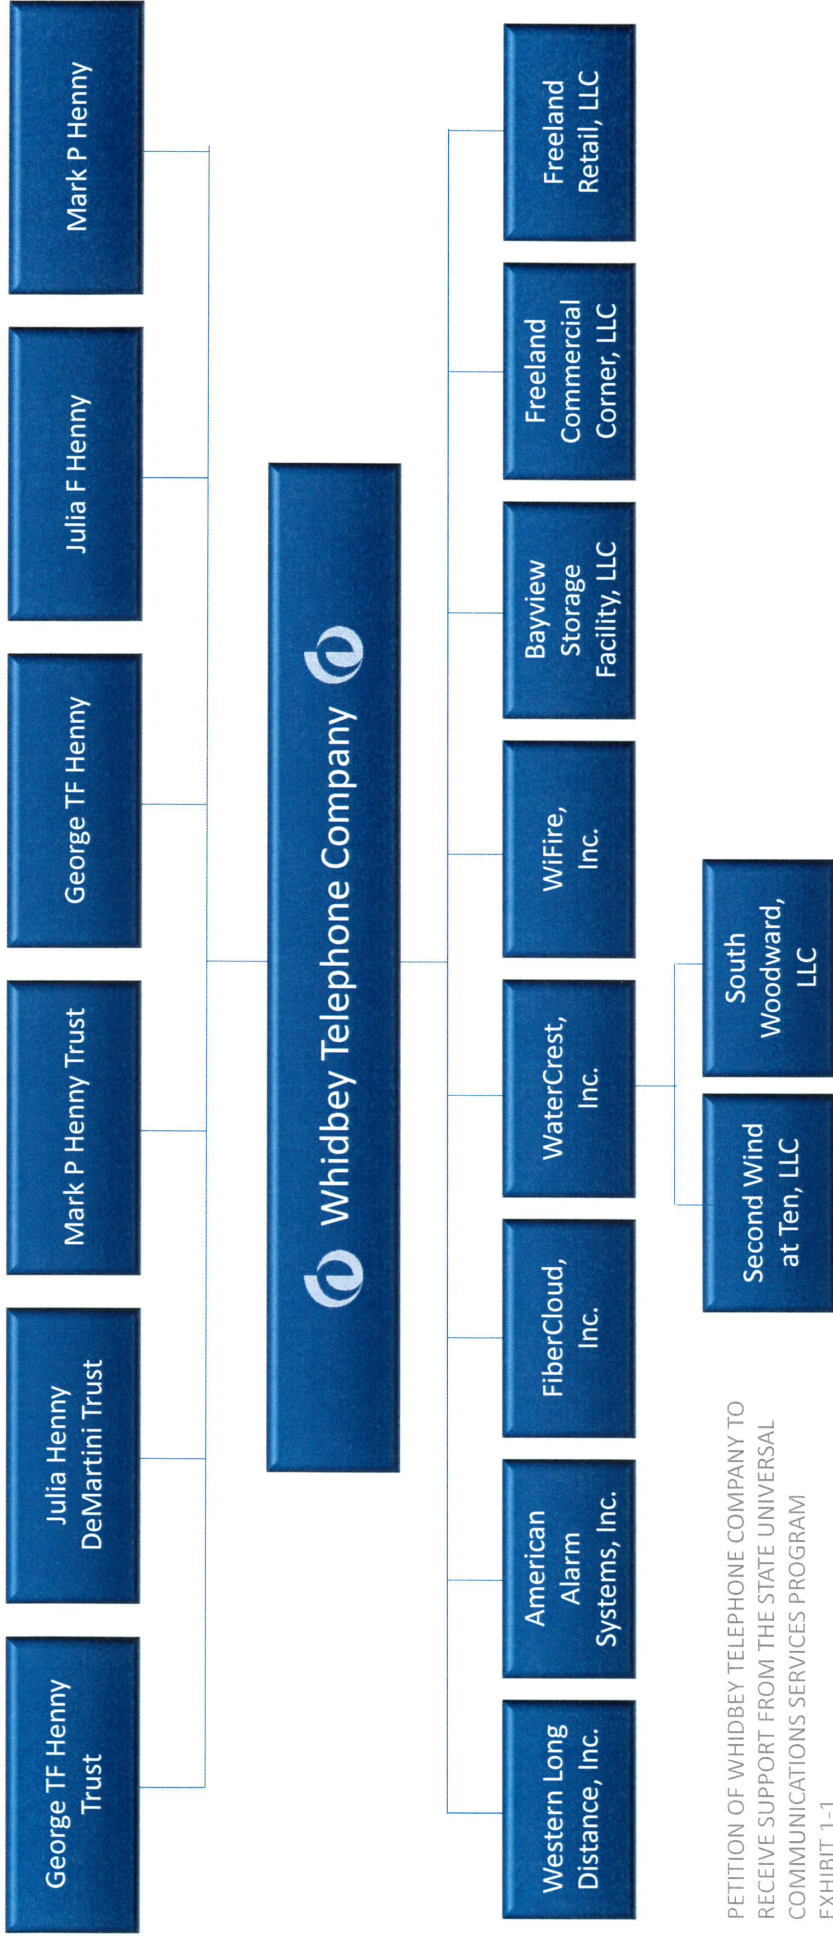 George TF Henny
Trust
Julia Henny
DeMartini Trust
Mark P Henny Trust
George TF Henny
Julia F Henny
Mark P Henny
Whidbey Telephone Company
Western Long
Distance, Inc.
American
Alarm
Systems, Inc.
FiberCloud,
Inc.
WaterCrest,
Inc.
WiFire,
Inc.
Bayview
Storage
Facility, LLC
Freeland
Commercial
Corner, LLC
Freeland
Retail, LLC
Second Wind
at Ten, LLC
South
Woodward,
LLC
PETITION OF WHIDBEY TELEPHONE COMPANY TO
RECEIVE SUPPORT FROM THE STATE UNIVERSAL
COMMUNICATIONS SERVICES PROGRAM
EXHIBIT 1-1